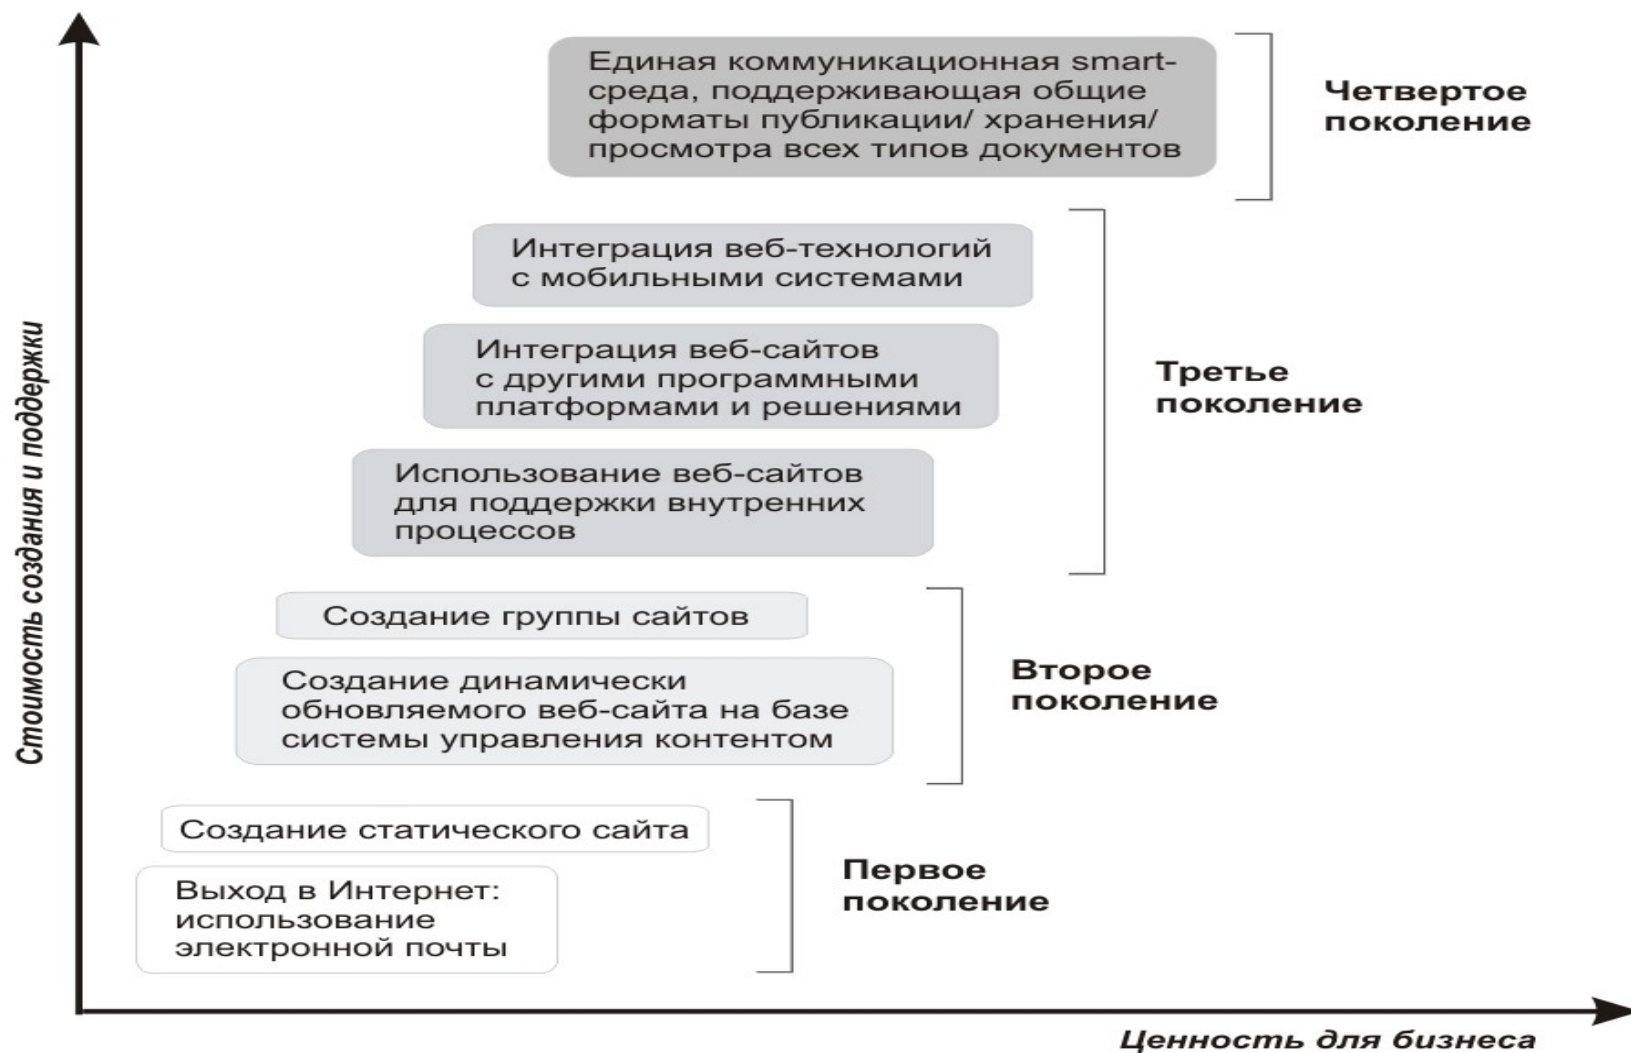 Единая коммуникационная smart-
среда, поддерживающая общие
форматы публикации/ хранения/
просмотра всех типов документов
Четвертое
поколение
Интеграция веб-технологий
с мобильными системами
Интеграция веб-сайтов
с другими программными
платформами и решениями
Использование веб-сайтов
для поддержки внутренних
процессов
Третье
поколение
Создание группы сайтов
Создание динамически
обновляемого веб-сайта на базе
системы управления контентом
Второе
поколение
Создание статического сайта
Выход в Интернет:
использование
электронной почты
Первое
поколение
Стоимость создания и поддержки
Ценность для бизнеса